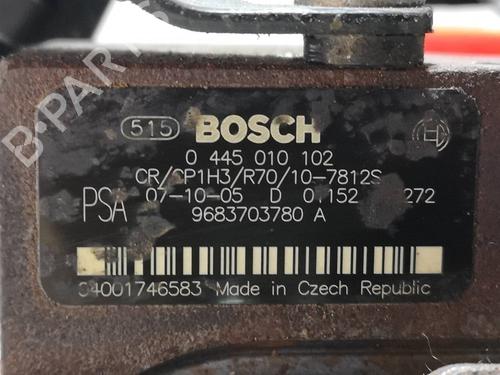 515 BOSCH
0 445 010 102
CR/CP1H3/R70/10-7812S
PSA 07-10-05 D 0,152 272
9683703780 A
04001746583 Made in Czech Republic
B-PARTS